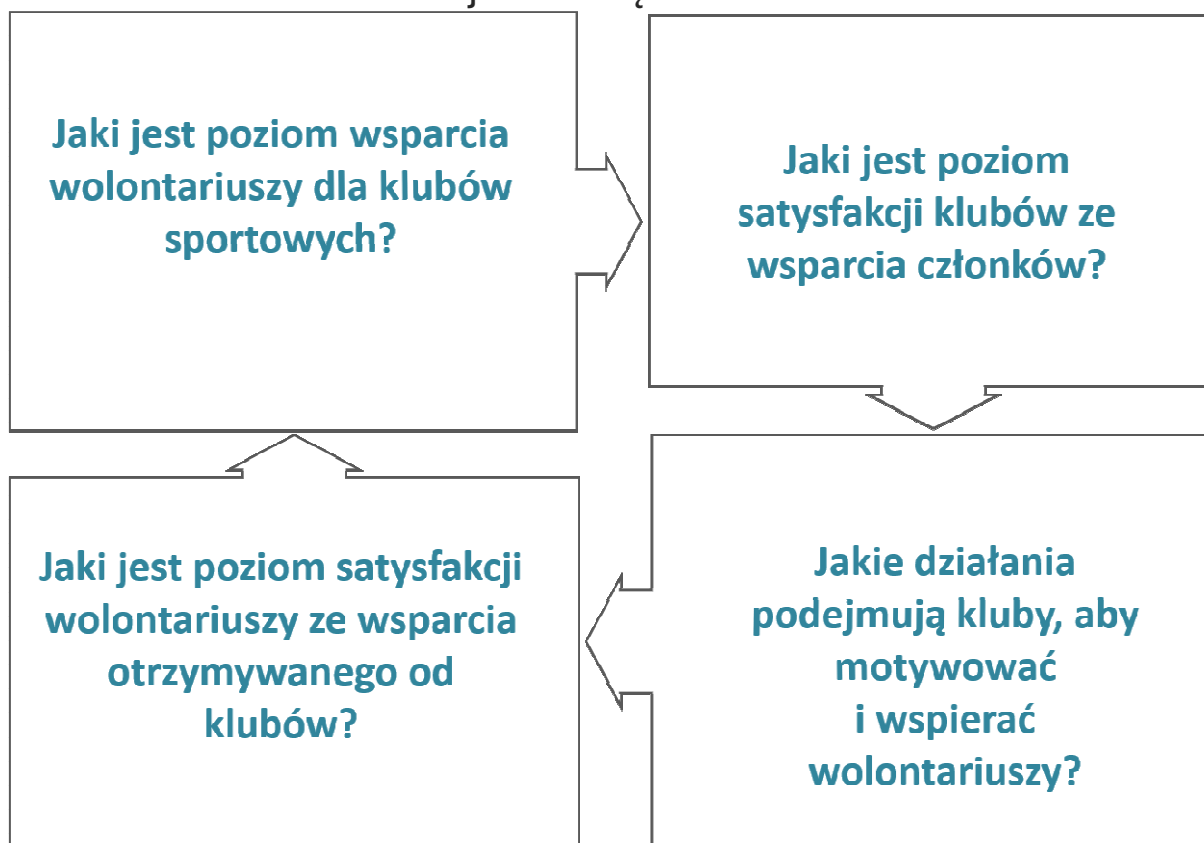 Jaki jest poziom wsparcia
wolontariuszy dla klubów
sportowych?
Jaki jest poziom
satysfakcji klubów ze
wsparcia członków?
Jaki jest poziom satysfakcji
wolontariuszy ze wsparcia
otrzymywanego od
klubów?
Jakie działania
podejmują kluby, aby
motywować
i wspierać
wolontariuszy?